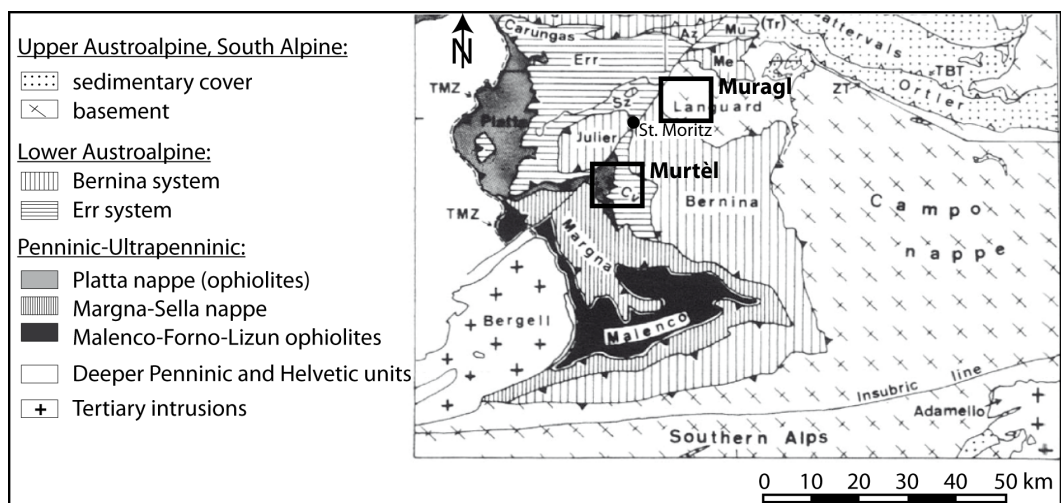 Upper Austroalpine, South Alpine:
sedimentary cover
basement
Lower Austroalpine:
Bernina system
Err system
Penninic-Ultrapenninic:
Platta nappe (ophiolites)
Margna-Sella nappe
Malenco-Forno-Lizun ophiolites
Deeper Penninic and Helvetic units
Tertiary intrusions
N
Carungas
Az
Mu
(Tr)
Err
Me
TMZ
TBT
ZT
Ortler
Muragl
Sz
Languard
Platta
St. Moritz
Julier
Murtèl
Cv
Bernina
Campo
nappe
TMZ
Margna
Bergell
Malenco
Insubric line
Adamello
Southern Alps
0 10 20 30 40 50 km